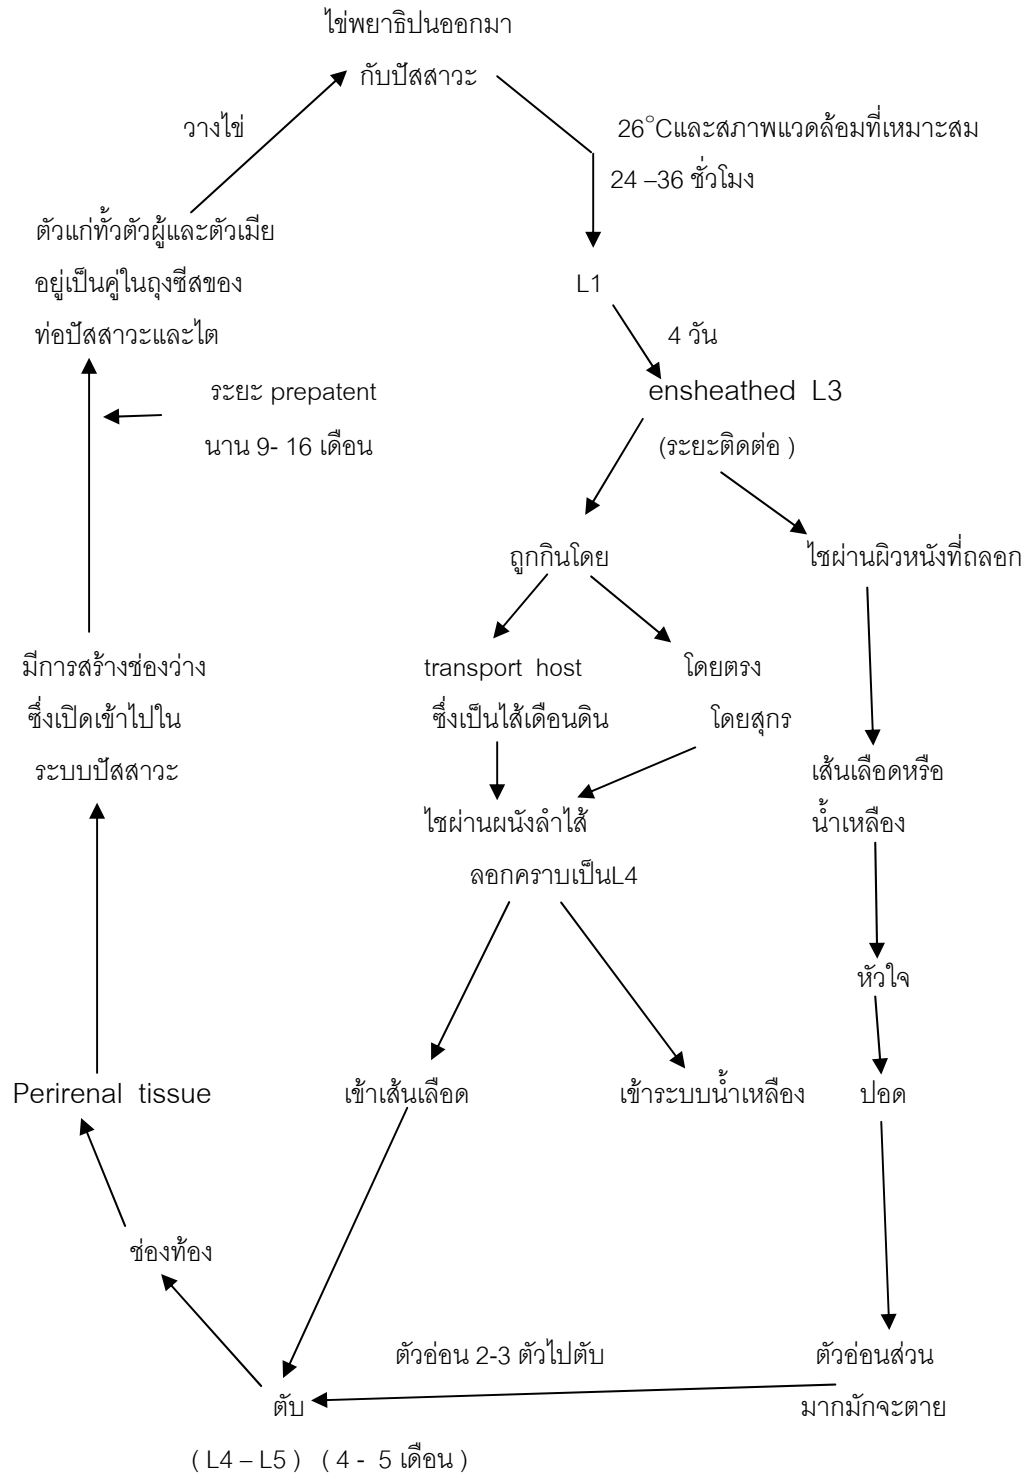 ไข่พยาธิปนออกมา
กับปัสสาวะ
วางไข่
26°Cและสภาพแวดล้อมที่เหมาะสม
24 –36 ชั่วโมง
ตัวแก่ทั้วตัวผู้และตัวเมีย
อยู่เป็นคู่ในถุงซีสของ
ท่อปัสสาวะและไต
L1
4 วัน
ระยะ prepatent
นาน 9- 16 เดือน
ensheathed L3
(ระยะติดต่อ )
ถูกกินโดย
ไชผ่านผิวหนังที่ถลอก
มีการสร้างช่องว่าง
ซึ่งเปิดเข้าไปใน
ระบบปัสสาวะ
transport host
ซึ่งเป็นไส้เดือนดิน
โดยตรง
โดยสุกร
เส้นเลือดหรือ
น้ำเหลือง
ไชผ่านผนังลำไส้
ลอกคราบเป็นL4
หัวใจ
Perirenal tissue
เข้าเส้นเลือด
เข้าระบบน้ำเหลือง
ปอด
ช่องท้อง
ตัวอ่อน 2-3 ตัวไปตับ
ตัวอ่อนส่วน
มากมักจะตาย
ตับ
( L4 – L5 ) ( 4 - 5 เดือน )